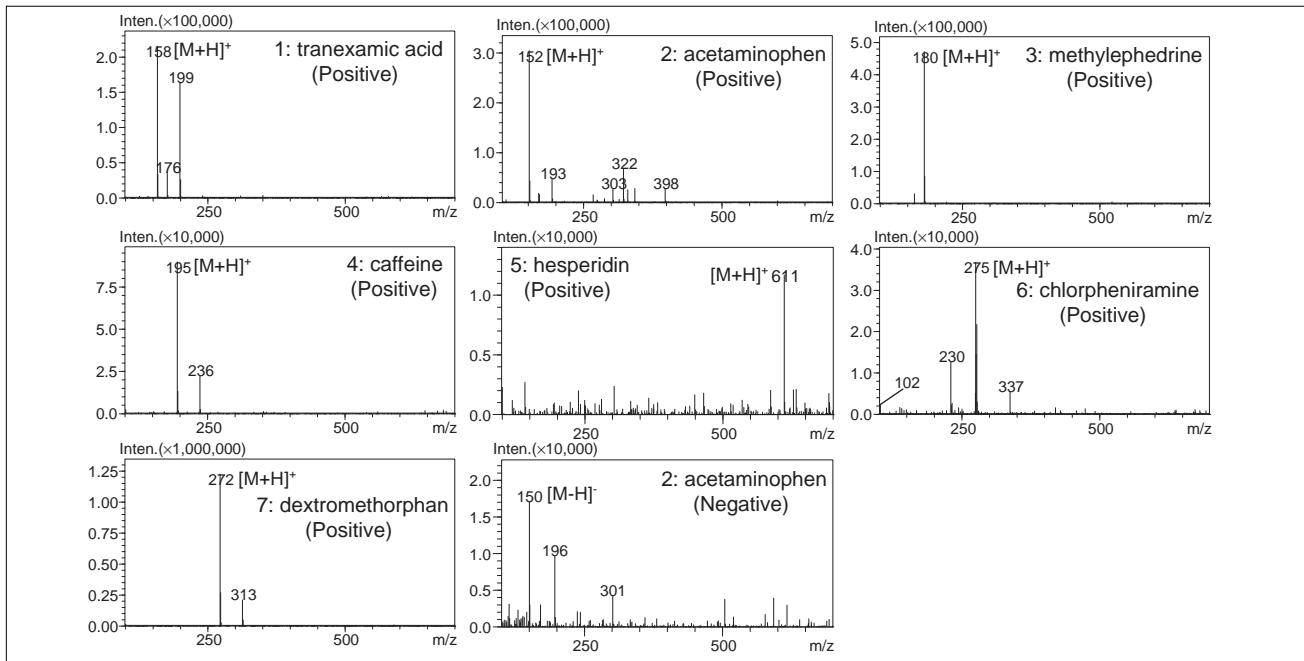 Inten.(×100,000)
1: tranexamic acid
(Positive)
158 [M+H]+
199
176
2.0
1.5
1.0
0.5
0.0
250
500
m/z
Inten.(×100,000)
2: acetaminophen
(Positive)
152 [M+H]+
193
303
322
398
3.0
2.0
1.0
0.0
250
500
m/z
Inten.(×100,000)
3: methylephedrine
(Positive)
180 [M+H]+
5.0
4.0
3.0
2.0
1.0
0.0
250
500
m/z
Inten.(×10,000)
4: caffeine
(Positive)
195 [M+H]+
236
7.5
5.0
2.5
0.0
250
500
m/z
Inten.(×10,000)
5: hesperidin
(Positive)
[M+H]+ 611
1.0
0.5
0.0
250
500
m/z
Inten.(×10,000)
275 [M+H]+
6: chlorpheniramine
(Positive)
230
102
337
4.0
3.0
2.0
1.0
0.0
250
500
m/z
Inten.(×1,000,000)
272 [M+H]+
7: dextromethorphan
(Positive)
313
1.25
1.00
0.75
0.50
0.25
0.00
250
500
m/z
Inten.(×10,000)
2: acetaminophen
(Negative)
150 [M-H]-
196
301
2.0
1.5
1.0
0.5
0.0
250
500
m/z